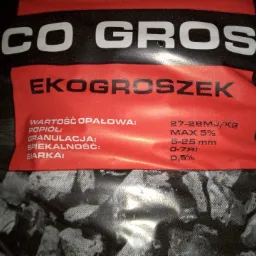 CO GROS
EKOGROSZEK
WARTOŚĆ OPAŁOWA: 27-28MJ/KG
POPIÓŁ: MAX 5%
GRANULACJA: 5-25 mm
SPIEKALNOŚĆ: 0-7RI
SIARKA: 0,5%